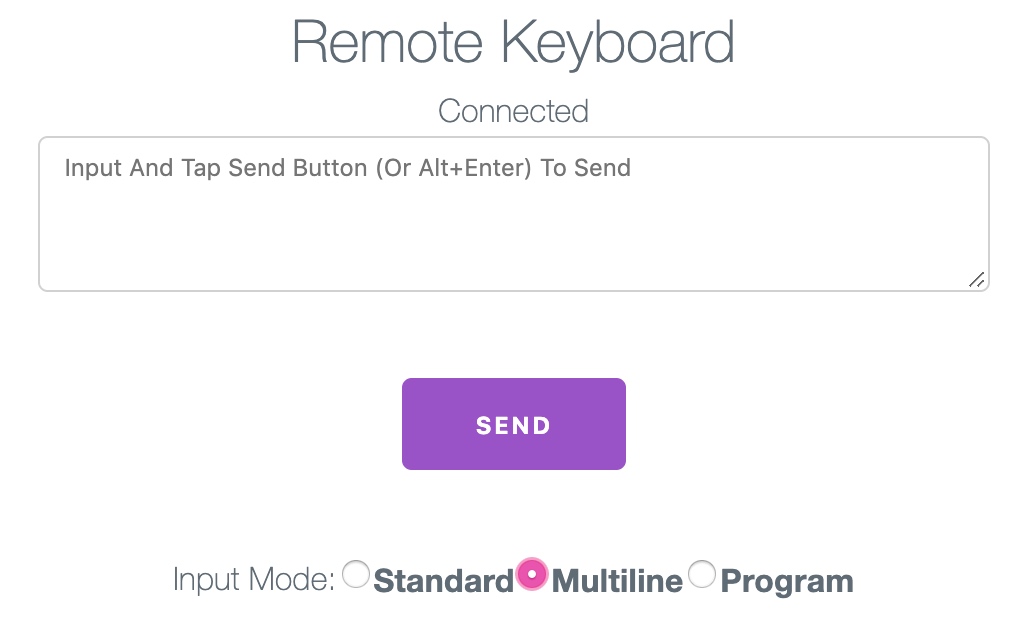 Remote Keyboard
Connected
Input And Tap Send Button (Or Alt+Enter) To Send
SEND
Input Mode: Standard Multiline Program